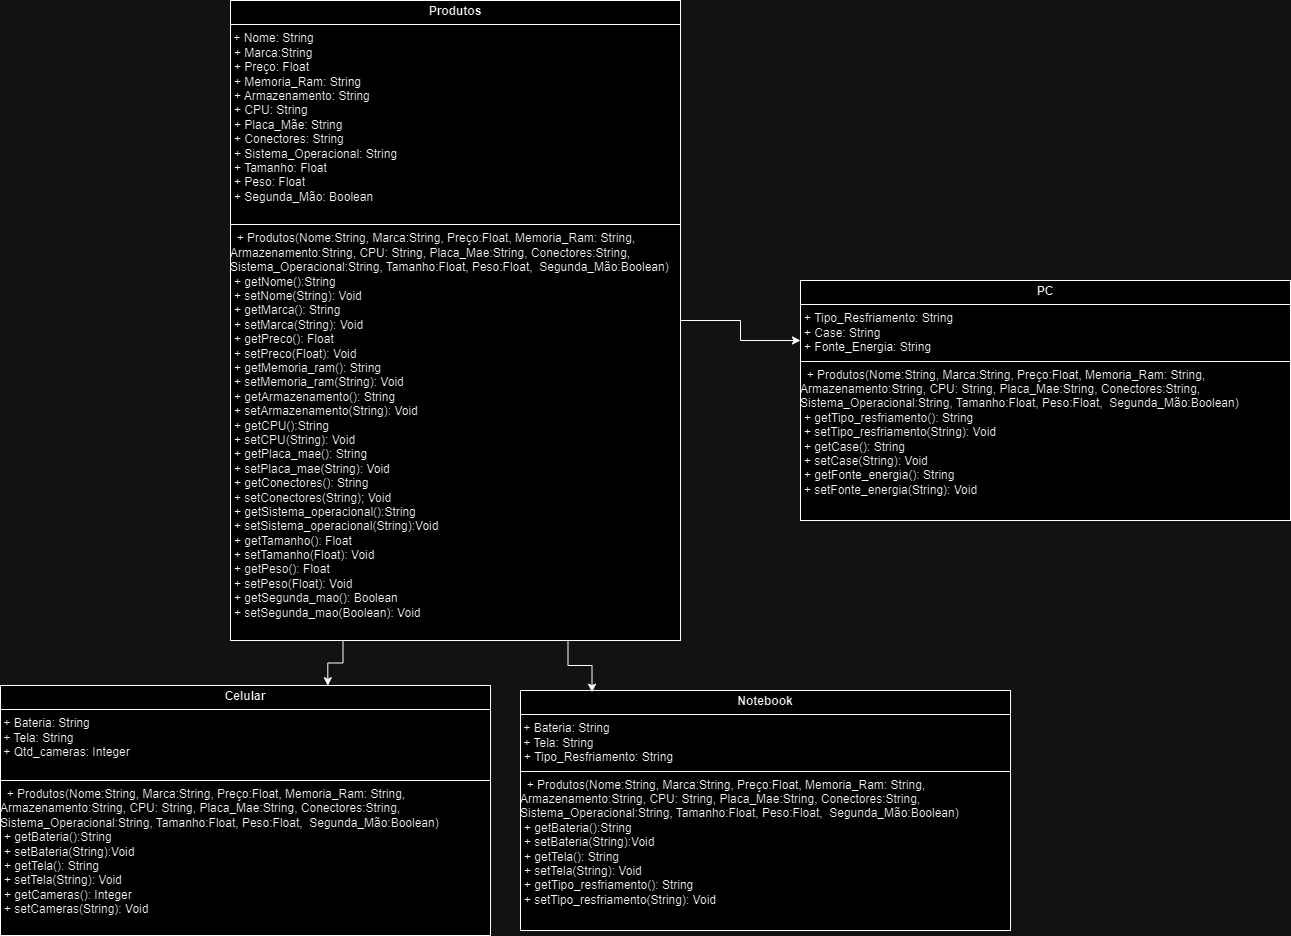 Produtos
+ Nome: String
+ Marca:String
+ Preço: Float
+ Memoria_Ram: String
+ Armazenamento: String
+ CPU: String
+ Placa_Mãe: String
+ Conectores: String
+ Sistema_Operacional: String
+ Tamanho: Float
+ Peso: Float
+ Segunda_Mão: Boolean
+ Produtos(Nome:String, Marca:String, Preço:Float, Memoria_Ram: String,
Armazenamento:String, CPU: String, Placa_Mae:String, Conectores:String,
Sistema_Operacional:String, Tamanho:Float, Peso:Float,  Segunda_Mão:Boolean)
+ getNome():String
+ setNome(String): Void
+ getMarca(): String
+ setMarca(String): Void
+ getPreco(): Float
+ setPreco(Float): Void
+ getMemoria_ram(): String
+ setMemoria_ram(String): Void
+ getArmazenamento(): String
+ setArmazenamento(String): Void
+ getCPU():String
+ setCPU(String): Void
+ getPlaca_mae(): String
+ setPlaca_mae(String): Void
+ getConectores(): String
+ setConectores(String); Void
+ getSistema_operacional():String
+ setSistema_operacional(String):Void
+ getTamanho(): Float
+ setTamanho(Float): Void
+ getPeso(): Float
+ setPeso(Float): Void
+ getSegunda_mao(): Boolean
+ setSegunda_mao(Boolean): Void
PC
+ Tipo_Resfriamento: String
+ Case: String
+ Fonte_Energia: String
+ Produtos(Nome:String, Marca:String, Preço:Float, Memoria_Ram: String,
Armazenamento:String, CPU: String, Placa_Mae:String, Conectores:String,
Sistema_Operacional:String, Tamanho:Float, Peso:Float,  Segunda_Mão:Boolean)
+ getTipo_resfriamento(): String
+ setTipo_resfriamento(String): Void
+ getCase(): String
+ setCase(String): Void
+ getFonte_energia(): String
+ setFonte_energia(String): Void
Celular
+ Bateria: String
+ Tela: String
+ Qtd_cameras: Integer
+ Produtos(Nome:String, Marca:String, Preço:Float, Memoria_Ram: String,
Armazenamento:String, CPU: String, Placa_Mae:String, Conectores:String,
Sistema_Operacional:String, Tamanho:Float, Peso:Float,  Segunda_Mão:Boolean)
+ getBateria():String
+ setBateria(String):Void
+ getTela(): String
+ setTela(String): Void
+ getCameras(): Integer
+ setCameras(String): Void
Notebook
+ Bateria: String
+ Tela: String
+ Tipo_Resfriamento: String
+ Produtos(Nome:String, Marca:String, Preço:Float, Memoria_Ram: String,
Armazenamento:String, CPU: String, Placa_Mae:String, Conectores:String,
Sistema_Operacional:String, Tamanho:Float, Peso:Float,  Segunda_Mão:Boolean)
+ getBateria():String
+ setBateria(String):Void
+ getTela(): String
+ setTela(String): Void
+ getTipo_resfriamento(): String
+ setTipo_resfriamento(String): Void